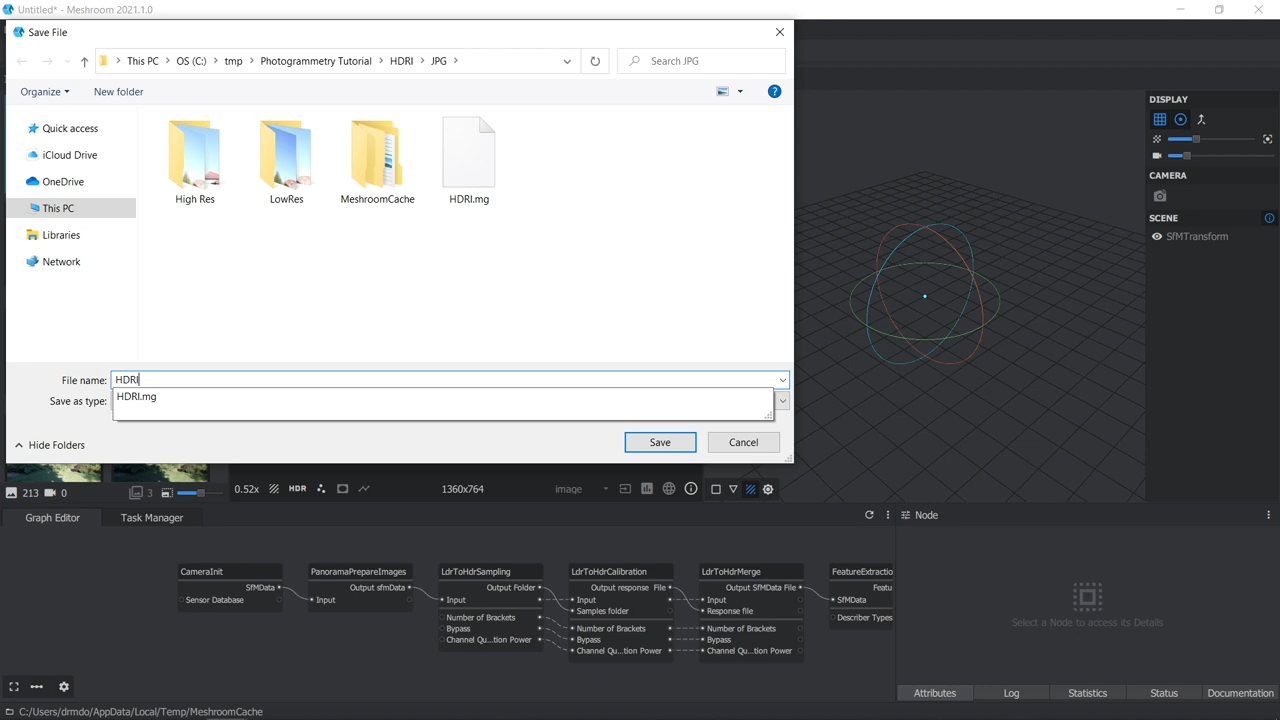 Untitled* - Meshroom 2021.1.0
Save File
This PC > OS (C:) > tmp > Photogrammetry Tutorial > HDRI > JPG >
Search JPG
Organize
New folder
Quick access
iCloud Drive
OneDrive
This PC
Libraries
Network
High Res
LowRes
MeshroomCache
HDRI.mg
File name:
HDRI
HDRI.mg
Save as type:
Hide Folders
Save
Cancel
DISPLAY
CAMERA
SCENE
SfMTransform
213
0
3
0.52x
HDR
1360x764
image
Graph Editor
Task Manager
Node
CameraInit
SfMData
Sensor Database
PanoramaPrepareImages
Output sfmData
Input
LdrToHdrSampling
Output Folder
Input
Number of Brackets
Bypass
Channel Qu...tion Power
LdrToHdrCalibration
Output response File
Input
Samples folder
Number of Brackets
Bypass
Channel Qu...tion Power
LdrToHdrMerge
Output SfMData File
Input
Response file
Number of Brackets
Bypass
Channel Qu...tion Power
FeatureExtractio
Featu
SfMData
Describer Types
Select a Node to access its Details
Attributes
Log
Statistics
Status
Documentation
C:/Users/drmdo/AppData/Local/Temp/MeshroomCache